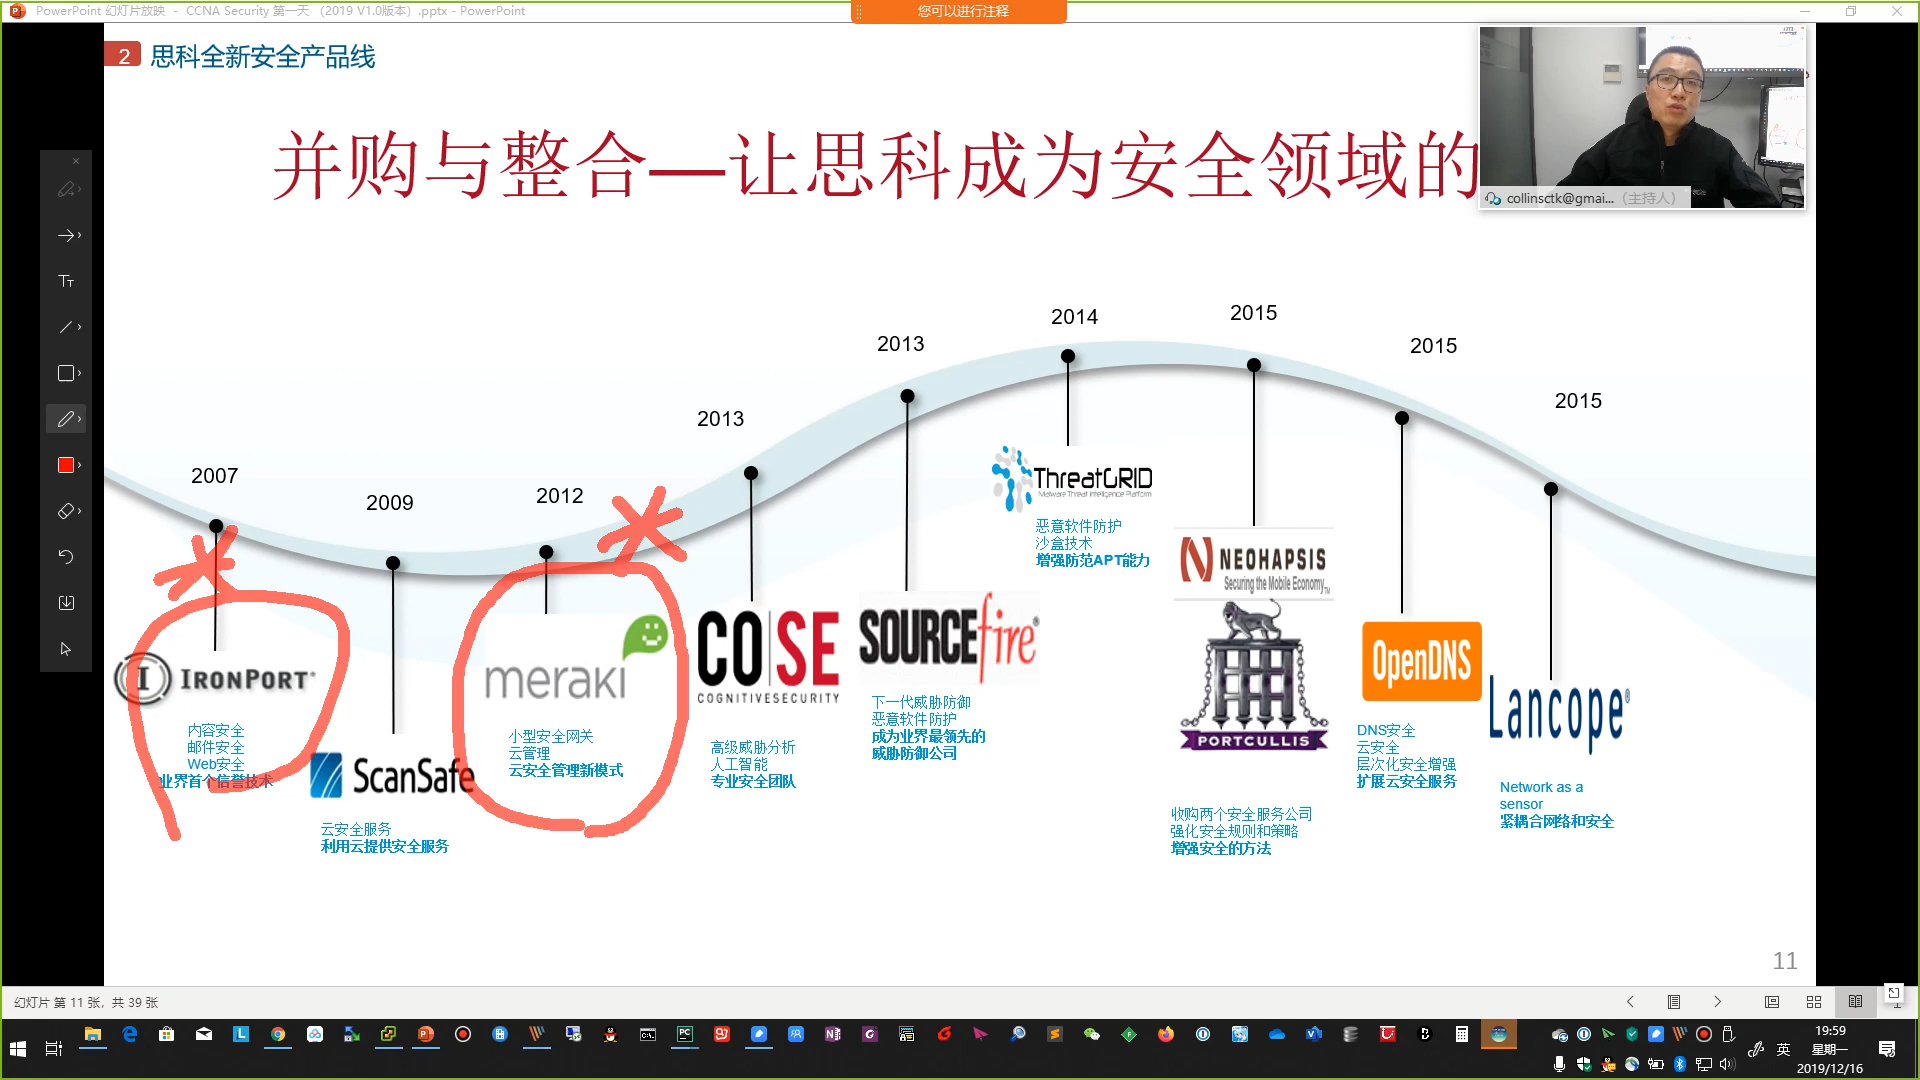 PowerPoint 幻灯片放映 - CCNA Security 第一天 (2019 V1.0版本) .pptx - PowerPoint
您可以进行注释
2 思科全新安全产品线
并购与整合—让思科成为安全领域的
collinsctk@gmai... (主持人)
2007
2009
2012
2013
2013
2014
2015
2015
2015
IRONPORT
内容安全
邮件安全
Web安全
业界首个信誉技术
ScanSafe
云安全服务
利用云提供安全服务
meraki
小型安全网关
云管理
云安全管理新模式
CO|SE
COGNITIVESECURITY
高级威胁分析
人工智能
专业安全团队
SOURCEfire®
下一代威胁防御
恶意软件防护
成为业界最领先的
威胁防御公司
ThreatGRID
Malware Threat Intelligence Platform
恶意软件防护
沙盒技术
增强防范APT能力
NEOHAPSIS
Securing the Mobile Economy™
PORTCULLIS
收购两个安全服务公司
强化安全规则和策略
增强安全的方法
OpenDNS
DNS安全
云安全
层次化安全增强
扩展云安全服务
Lancope®
Network as a
sensor
紧耦合网络和安全
11
幻灯片 第 11 张，共 39 张
英
19:59
星期一
2019/12/16